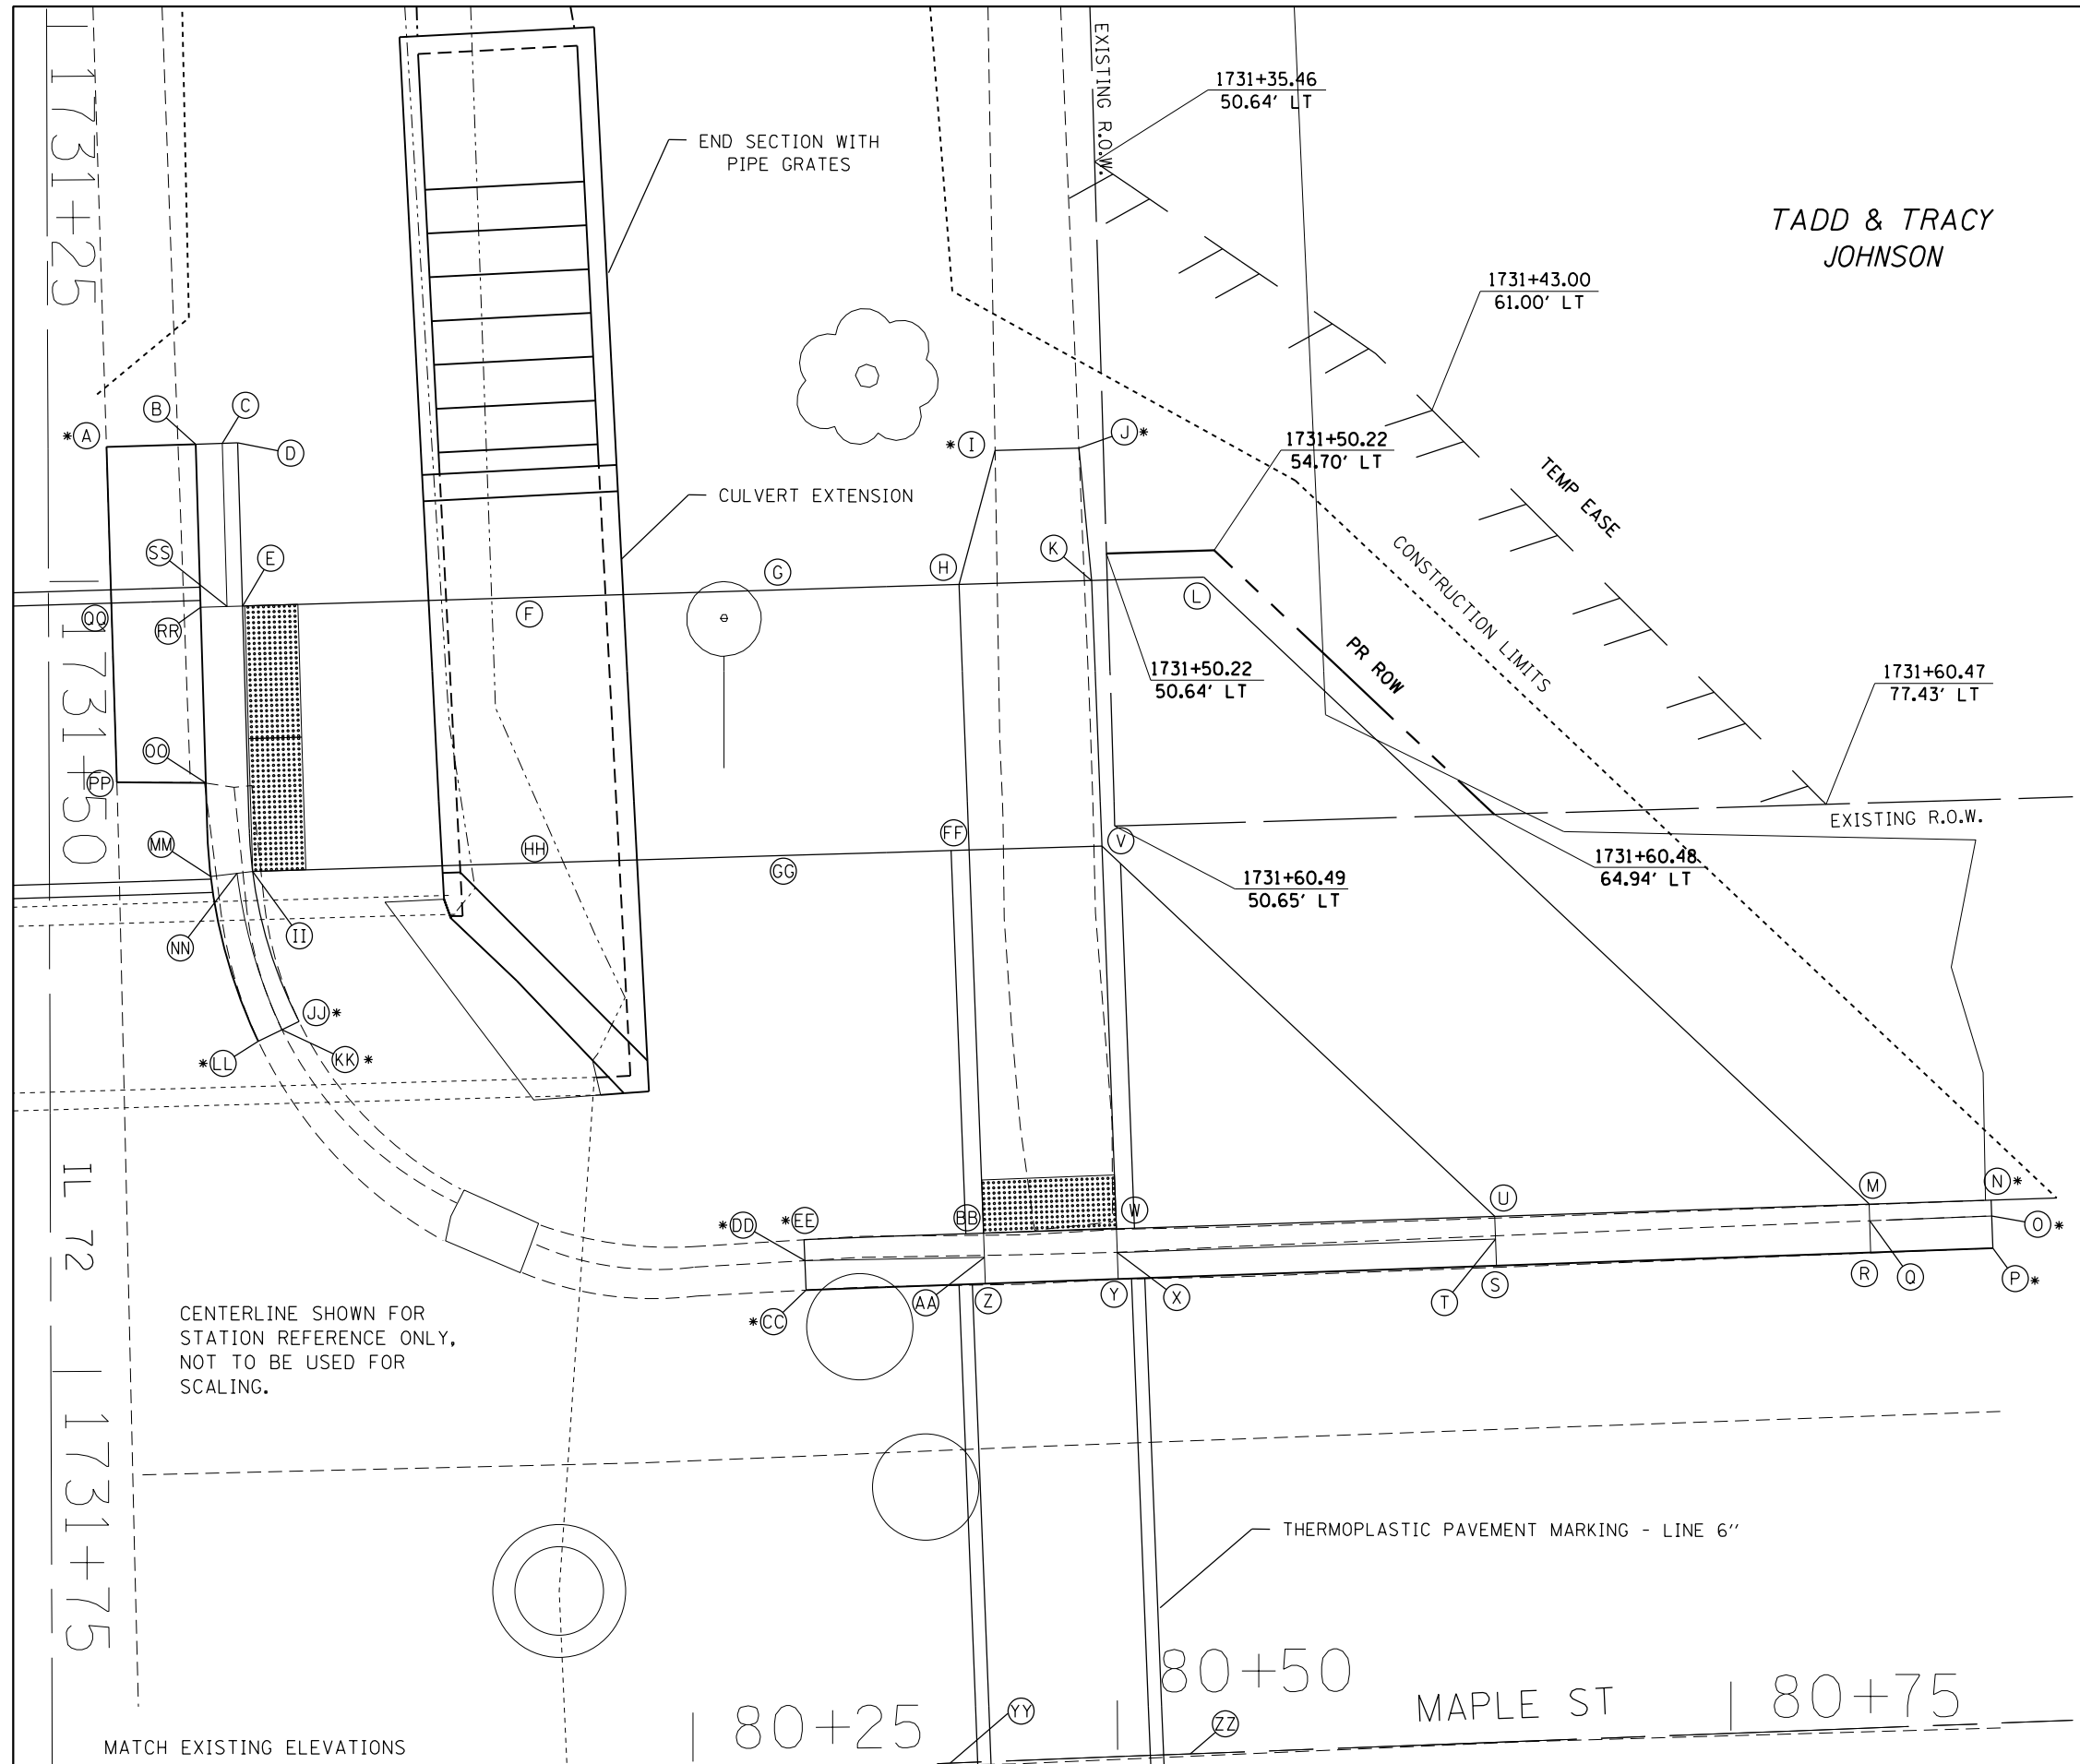 1731+25
EXISTING R.O.W.
1731+35.46
50.64' LT
END SECTION WITH
PIPE GRATES
TADD & TRACY
JOHNSON
1731+43.00
61.00' LT
*A
B
C
D
*I
J*
1731+50.22
54.70' LT
TEMP EASE
CULVERT EXTENSION
SS
E
K
H
G
CONSTRUCTION LIMITS
L
F
QQ
RR
1731+50
PR ROW
1731+50.22
50.64' LT
1731+60.47
77.43' LT
OO
PP
EXISTING R.O.W.
MM
HH
GG
FF
V
1731+60.48
64.94' LT
1731+60.49
50.65' LT
NN
II
JJ*
*LL
KK*
IL 72
*DD
*EE
BB
W
U
M
N*
O*
*CC
AA
Z
Y
X
T
S
R
Q
P*
CENTERLINE SHOWN FOR
STATION REFERENCE ONLY,
NOT TO BE USED FOR
SCALING.
1731+75
THERMOPLASTIC PAVEMENT MARKING - LINE 6''
80+50
MAPLE ST
80+75
80+25
YY
ZZ
MATCH EXISTING ELEVATIONS